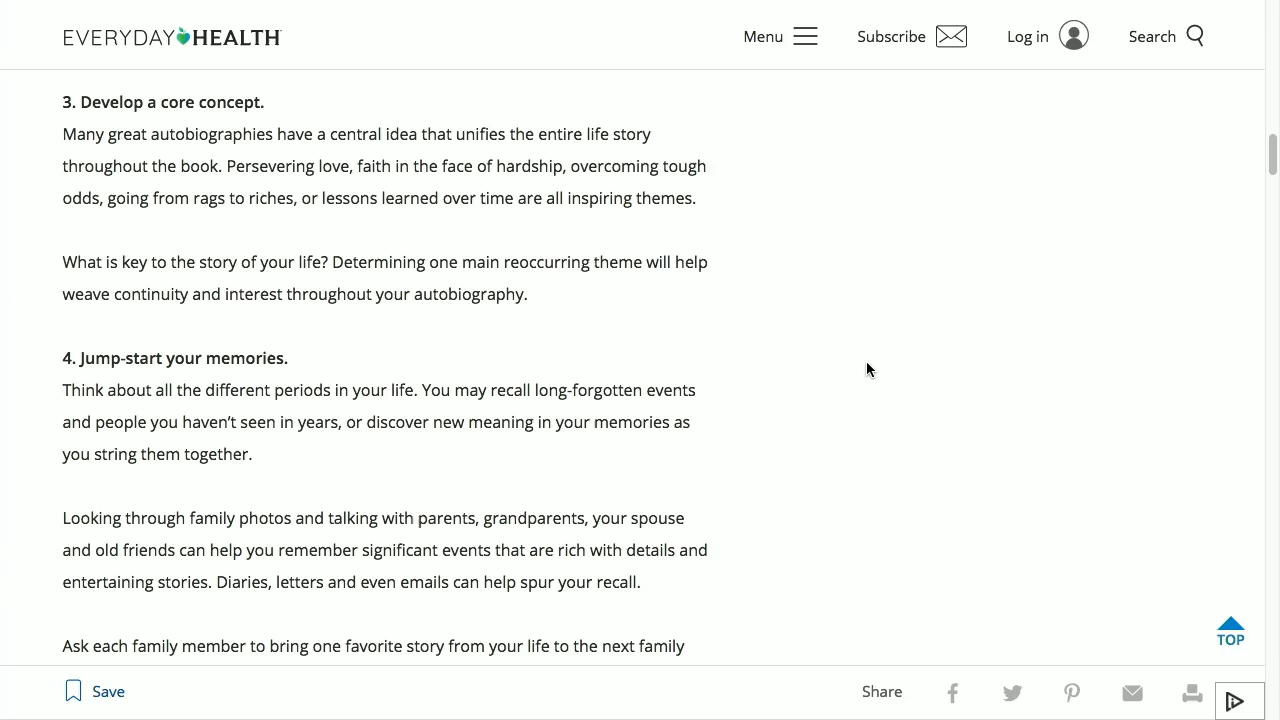 EVERYDAY HEALTH
Menu
Subscribe
Log in
Search
3. Develop a core concept.
Many great autobiographies have a central idea that unifies the entire life story
throughout the book. Persevering love, faith in the face of hardship, overcoming tough
odds, going from rags to riches, or lessons learned over time are all inspiring themes.
What is key to the story of your life? Determining one main reoccurring theme will help
weave continuity and interest throughout your autobiography.
4. Jump-start your memories.
Think about all the different periods in your life. You may recall long-forgotten events
and people you haven’t seen in years, or discover new meaning in your memories as
you string them together.
Looking through family photos and talking with parents, grandparents, your spouse
and old friends can help you remember significant events that are rich with details and
entertaining stories. Diaries, letters and even emails can help spur your recall.
TOP
Ask each family member to bring one favorite story from your life to the next family
Save
Share